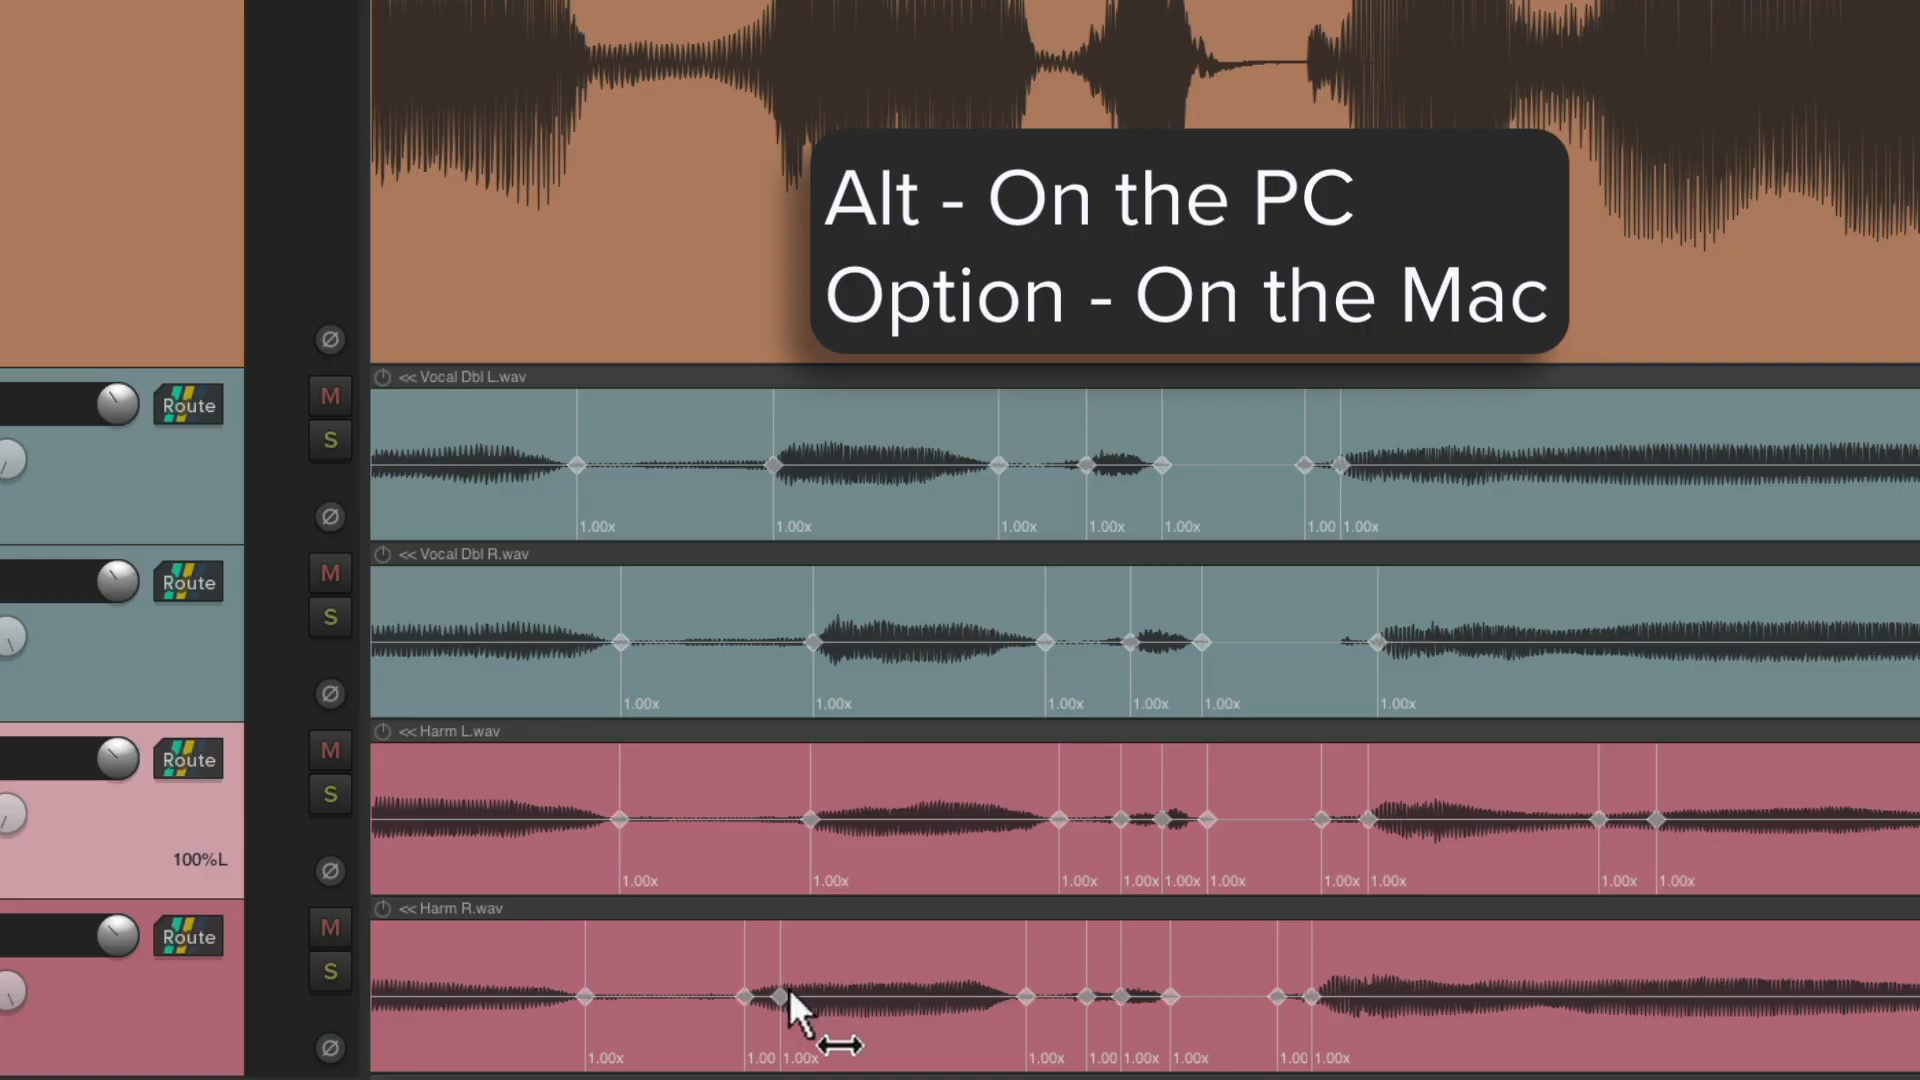 Alt - On the PC
Option - On the Mac
<< Vocal Dbl L.wav
Route
M
S
Ø
1.00x 1.00x 1.00x 1.00x 1.00x 1.00 1.00x
<< Vocal Dbl R.wav
Route
M
S
Ø
1.00x 1.00x 1.00x 1.00x 1.00x 1.00x
<< Harm L.wav
Route
M
S
100%L
Ø
1.00x 1.00x 1.00x 1.00x 1.00x 1.00x 1.00x 1.00x 1.00x 1.00x
<< Harm R.wav
Route
M
S
Ø
1.00x 1.00 1.00x 1.00x 1.00 1.00x 1.00x 1.00 1.00x